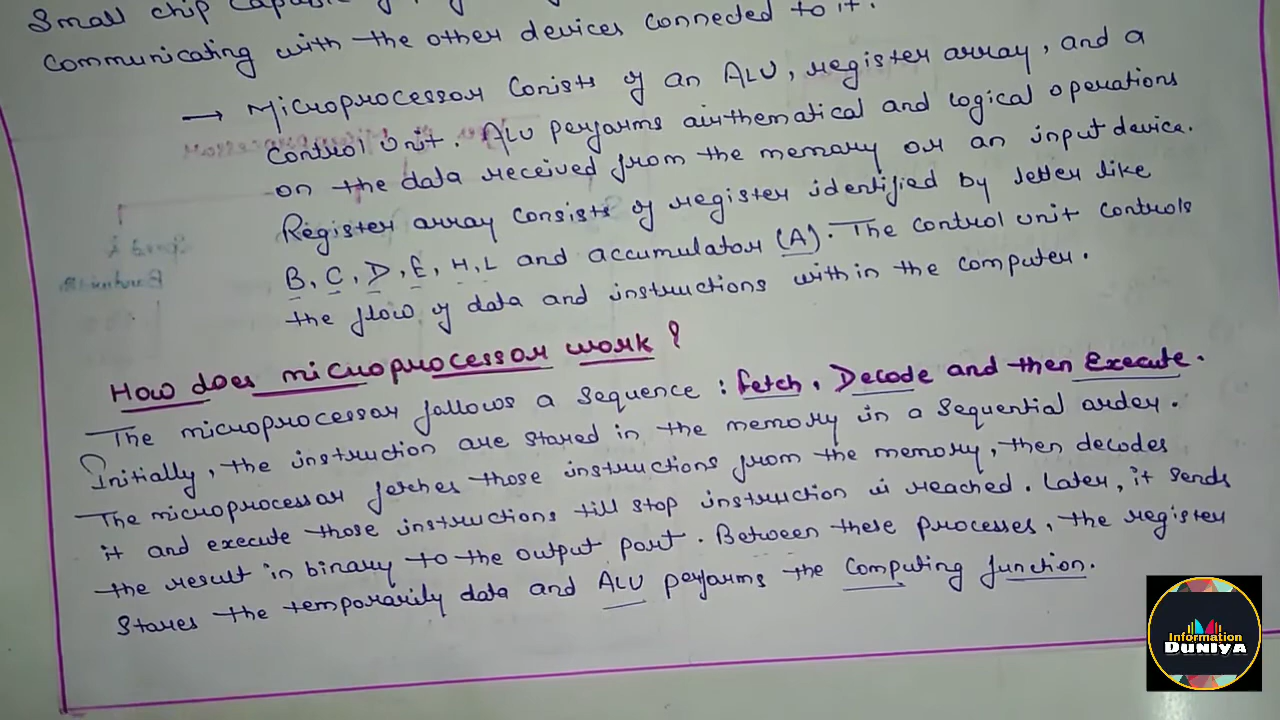 Small chip
communicating with the other devices connected to it.
→ Microprocessor Conists of an ALU, register array, and a
Control Unit. ALU performs airthematical and logical operations
on the data received from the memory or an input device.
Register array consists of register identified by letter like
B, C, D, E, H, L and accumulator (A). The control unit controls
the flow of data and instructions within the computer.
How does microprocessor work?
The microprocessor follows a sequence : Fetch, Decode and then Execute.
Initially, the instruction are stored in the memory in a sequential order.
The microprocessor fetches those instructions from the memory, then decodes
it and execute those instructions till stop instruction is reached. Later, it sends
the result in binary to the output port. Between these processes, the register
stores the temporarily data and ALU performs the computing function.
Information
Duniya